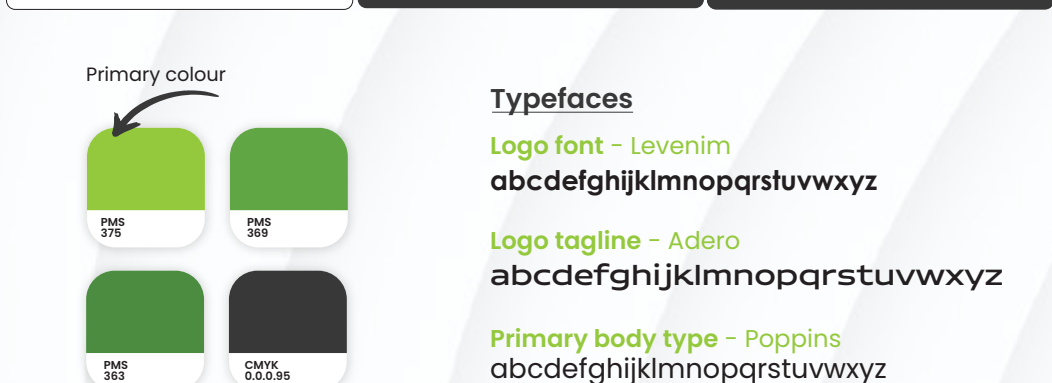 Primary colour
PMS
375
PMS
369
PMS
363
CMYK
0.0.0.95
Typefaces
Logo font - Levenim
abcdefghijklmnopqrstuvwxyz
Logo tagline - Adero
abcdefghijklmnopqrstuvwxyz
Primary body type - Poppins
abcdefghijklmnopqrstuvwxyz